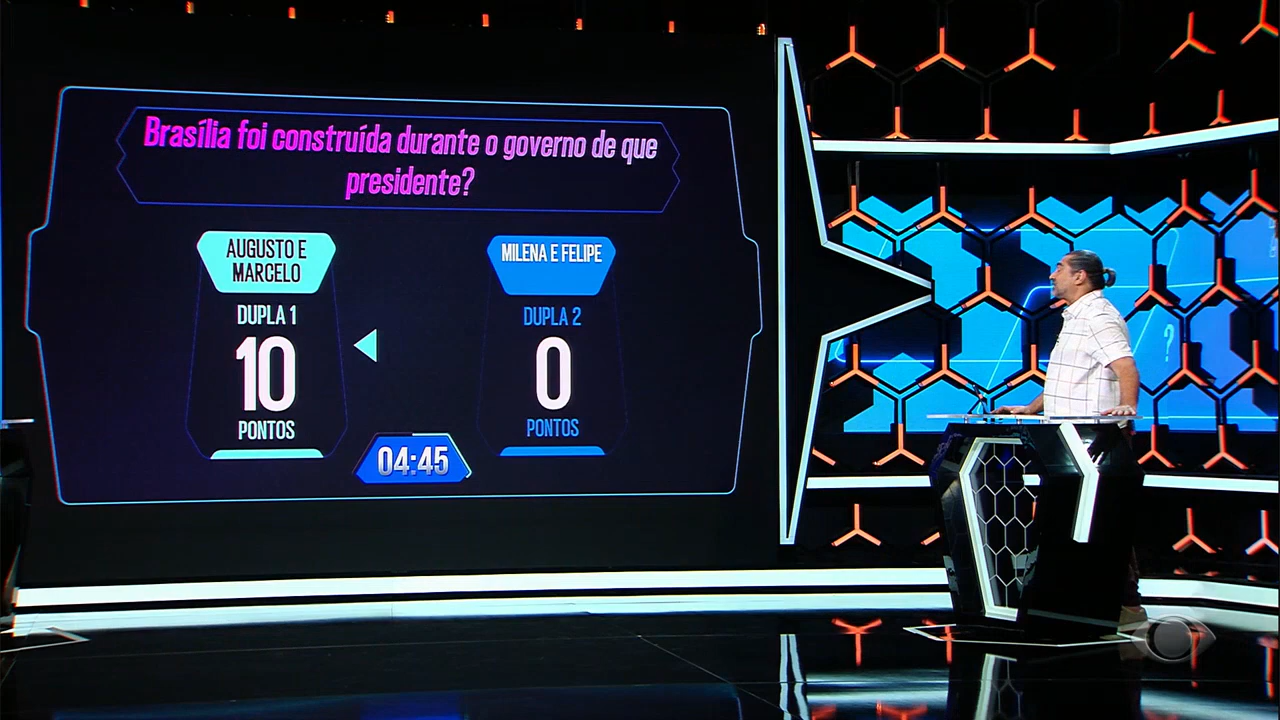 Brasília foi construída durante o governo de que
presidente?
AUGUSTO E
MARCELO
DUPLA 1
10
PONTOS
MILENA E FELIPE
DUPLA 2
0
PONTOS
04:45
?